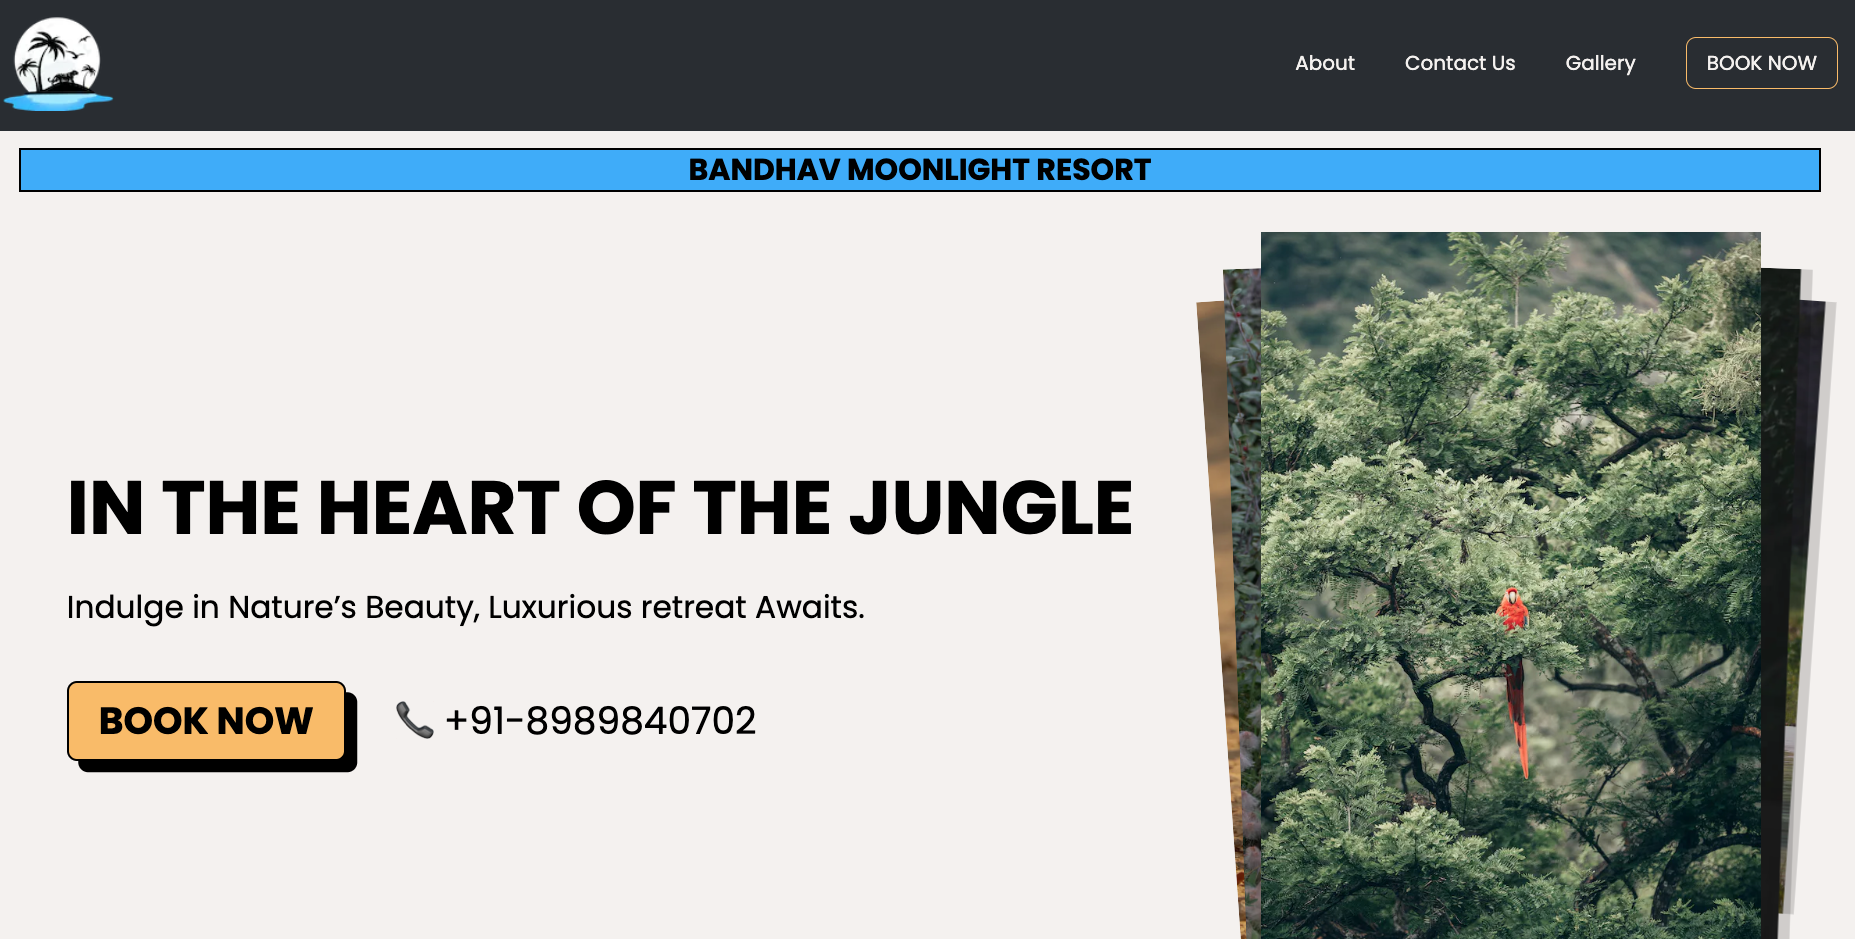 About
Contact Us
Gallery
BOOK NOW
BANDHAV MOONLIGHT RESORT
IN THE HEART OF THE JUNGLE
Indulge in Nature’s Beauty, Luxurious retreat Awaits.
BOOK NOW
+91-8989840702